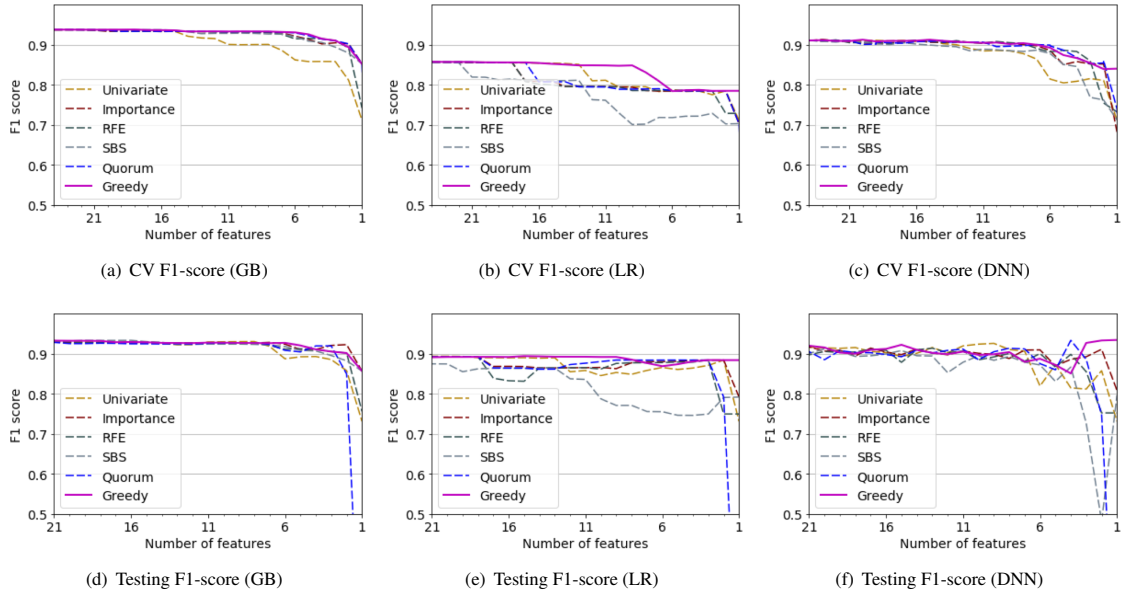 0.9
0.8
0.7
0.6
0.5
F1 score
Univariate
Importance
RFE
SBS
Quorum
Greedy
21 16 11 6 1
Number of features
(a) CV F1-score (GB)
0.9
0.8
0.7
0.6
0.5
F1 score
Univariate
Importance
RFE
SBS
Quorum
Greedy
21 16 11 6 1
Number of features
(b) CV F1-score (LR)
0.9
0.8
0.7
0.6
0.5
F1 score
Univariate
Importance
RFE
SBS
Quorum
Greedy
21 16 11 6 1
Number of features
(c) CV F1-score (DNN)
0.9
0.8
0.7
0.6
0.5
F1 score
Univariate
Importance
RFE
SBS
Quorum
Greedy
21 16 11 6 1
Number of features
(d) Testing F1-score (GB)
0.9
0.8
0.7
0.6
0.5
F1 score
Univariate
Importance
RFE
SBS
Quorum
Greedy
21 16 11 6 1
Number of features
(e) Testing F1-score (LR)
0.9
0.8
0.7
0.6
0.5
F1 score
Univariate
Importance
RFE
SBS
Quorum
Greedy
21 16 11 6 1
Number of features
(f) Testing F1-score (DNN)